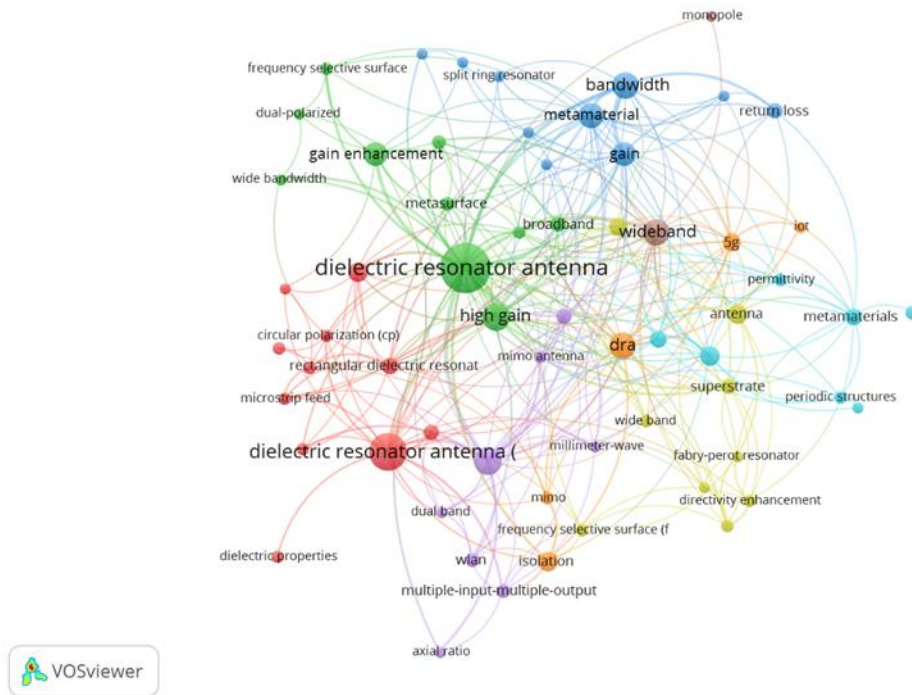 monopole
frequency selective surface
split ring resonator
bandwidth
dual-polarized
metamaterial
return loss
gain enhancement
gain
wide bandwidth
metasurface
broadband
wideband
5g
iot
dielectric resonator antenna
permittivity
high gain
antenna
metamaterials
circular polarization (cp)
dra
mimo antenna
rectangular dielectric resonat
superstrate
microstrip feed
periodic structures
wide band
dielectric resonator antenna (
millimeter-wave
fabry-perot resonator
mimo
directivity enhancement
dual band
frequency selective surface (f
dielectric properties
wlan
isolation
multiple-input-multiple-output
axial ratio
VOSviewer